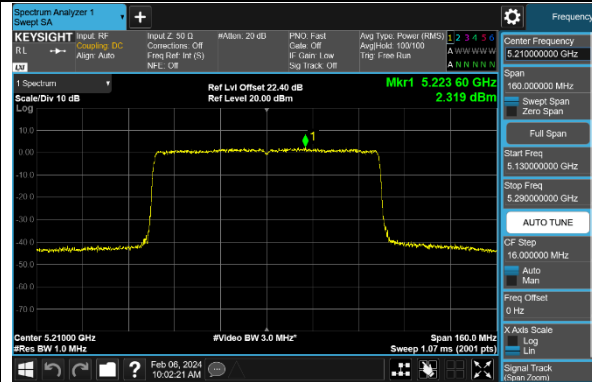 Spectrum Analyzer 1
Swept SA
+
Frequency
KEYSIGHT
RL
LXI
Input: RF
Coupling: DC
Align: Auto
Input Z: 50 Ω
Corrections: Off
Freq Ref: Int (S)
NFE: Off
#Atten: 20 dB
PNO: Fast
Gate: Off
IF Gain: Low
Sig Track: Off
Avg Type: Power (RMS)
Avg|Hold: 100/100
Trig: Free Run
1 2 3 4 5 6
A W W W W W
A N N N N N
1 Spectrum
Scale/Div 10 dB
Log
Ref Lvl Offset 22.40 dB
Ref Level 20.00 dBm
Mkr1 5.223 60 GHz
2.319 dBm
1
10.0
0.00
-10.0
-20.0
-30.0
-40.0
-50.0
-60.0
-70.0
Center 5.21000 GHz
#Res BW 1.0 MHz
#Video BW 3.0 MHz*
Span 160.0 MHz
Sweep 1.07 ms (2001 pts)
Center Frequency
5.210000000 GHz
Span
160.000000 MHz
Swept Span
Zero Span
Full Span
Start Freq
5.130000000 GHz
Stop Freq
5.290000000 GHz
AUTO TUNE
CF Step
16.000000 MHz
Auto
Man
Freq Offset
0 Hz
X Axis Scale
Log
Lin
Signal Track
(Span Zoom)
?
Feb 06, 2024
10:02:21 AM